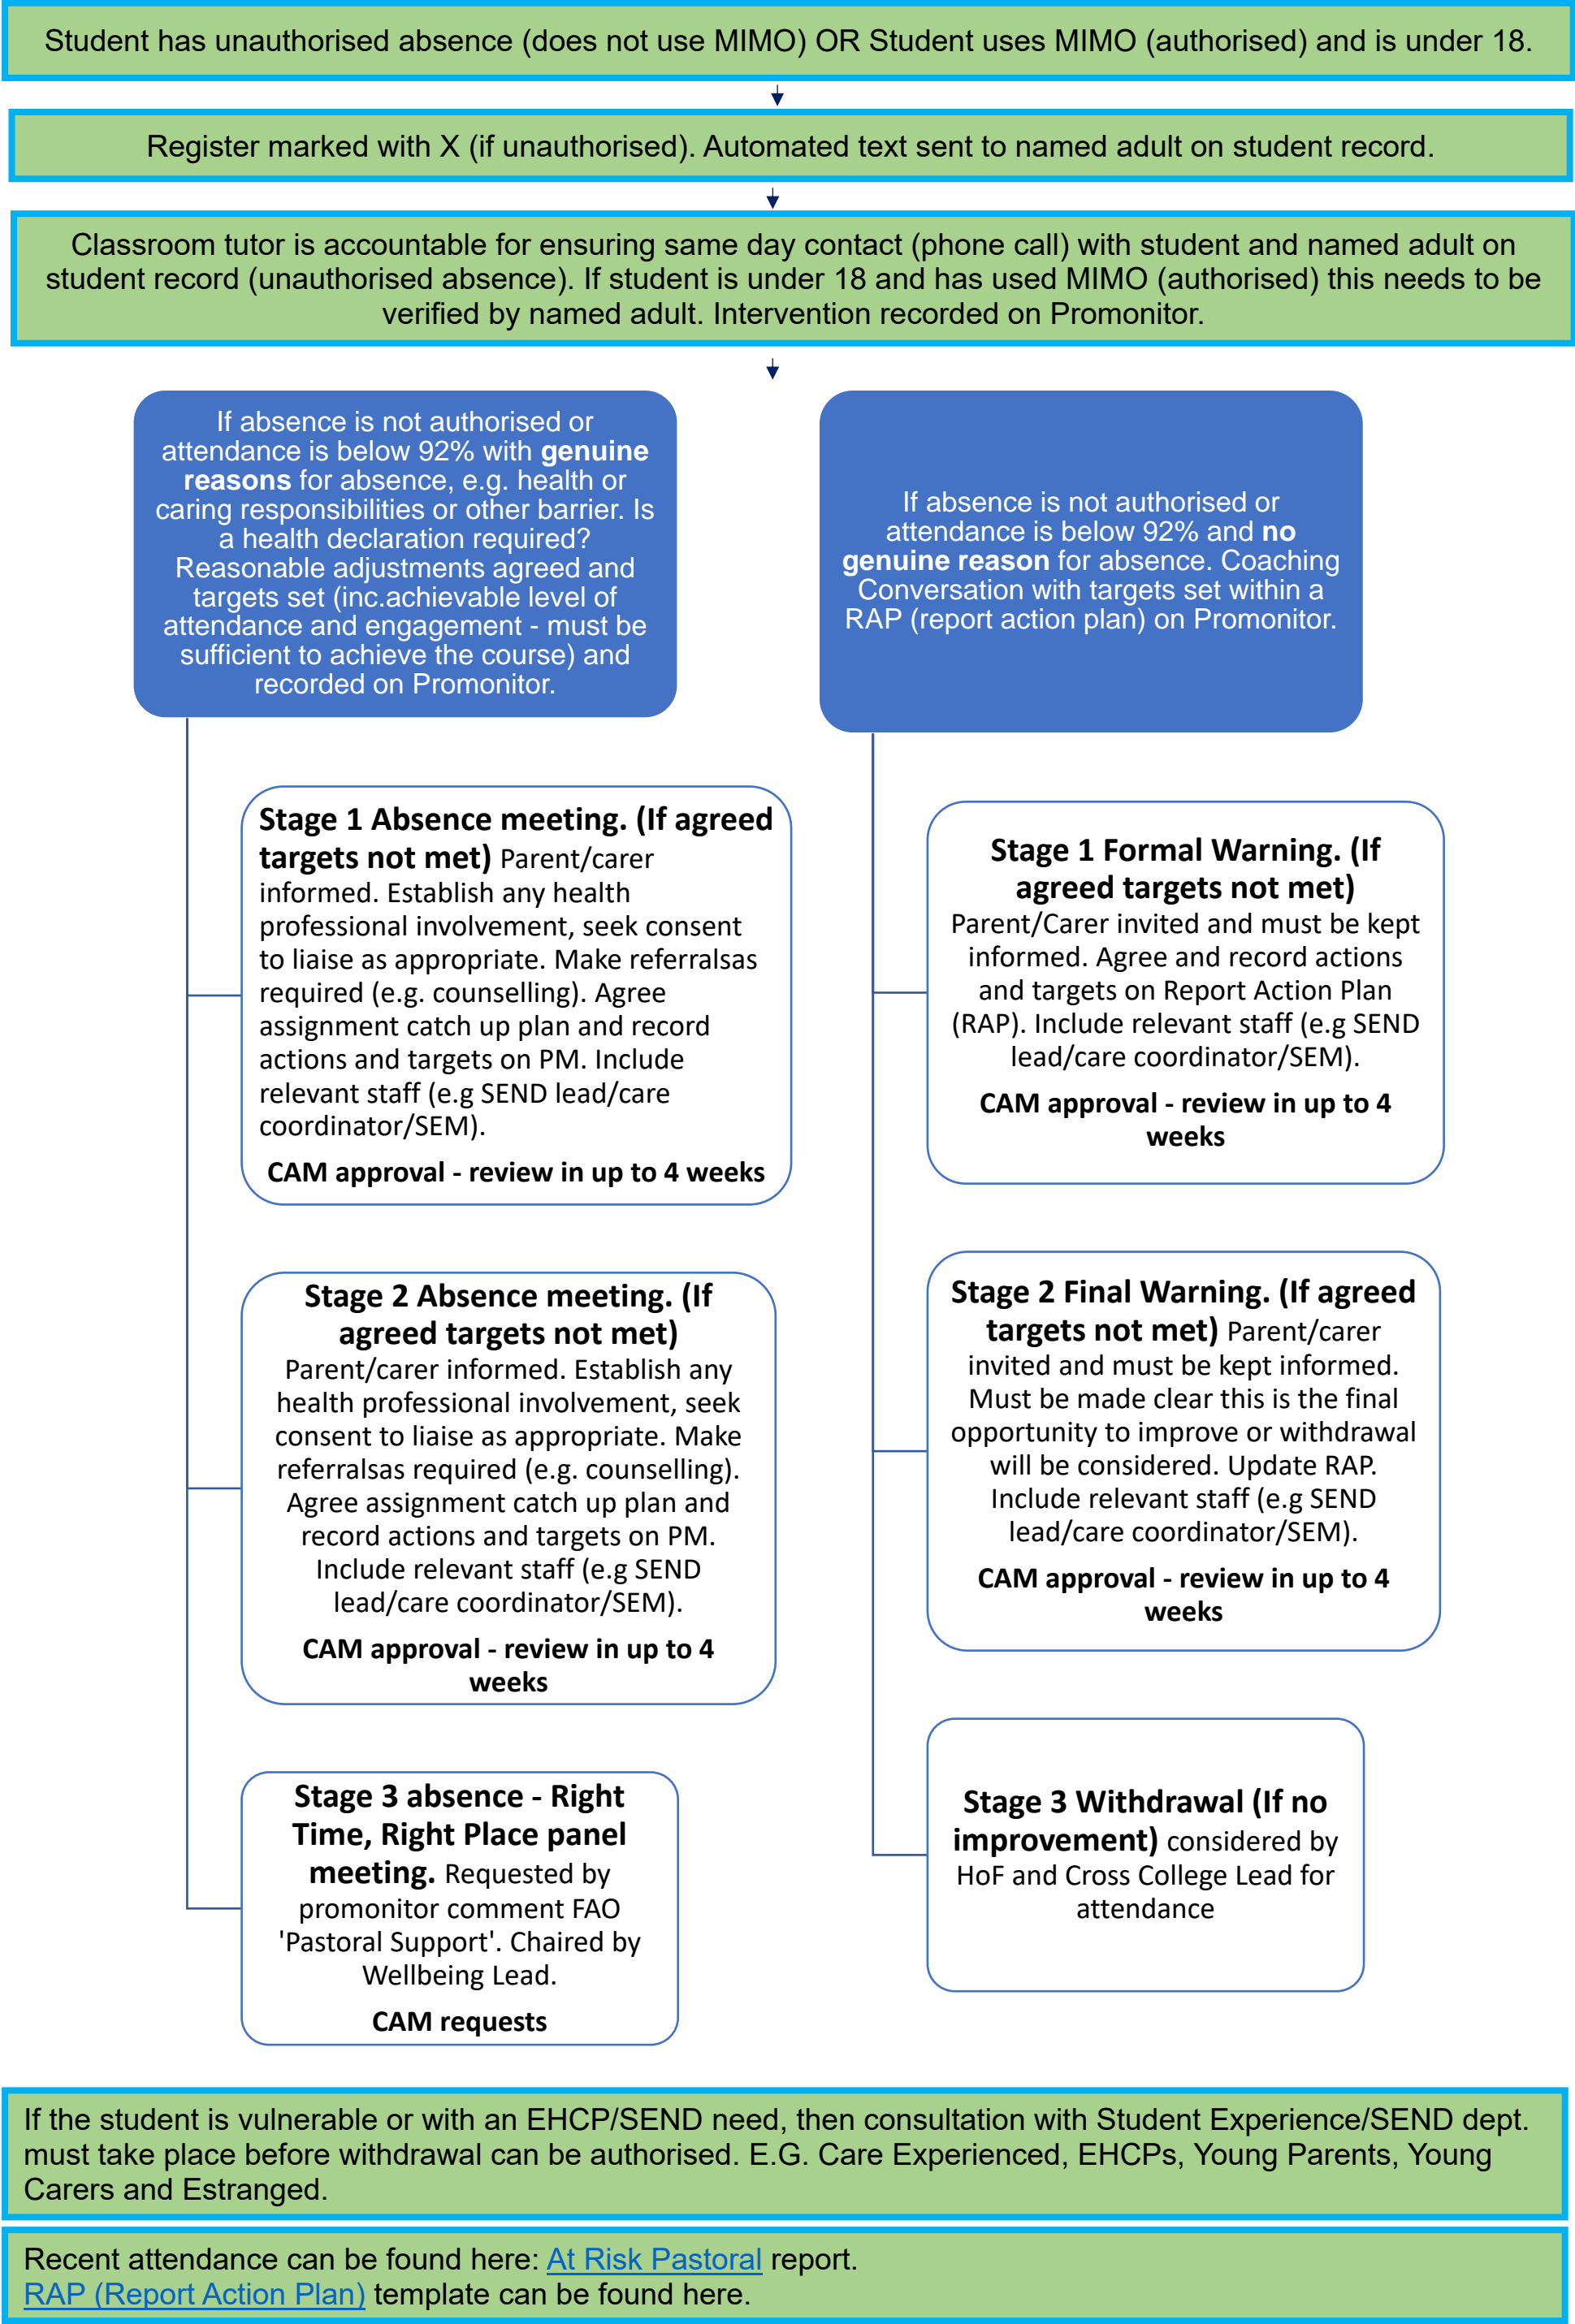 Student has unauthorised absence (does not use MIMO) OR Student uses MIMO (authorised) and is under 18.
Register marked with X (if unauthorised). Automated text sent to named adult on student record.
Classroom tutor is accountable for ensuring same day contact (phone call) with student and named adult on
student record (unauthorised absence). If student is under 18 and has used MIMO (authorised) this needs to be
verified by named adult. Intervention recorded on Promonitor.
If absence is not authorised or
attendance is below 92% with genuine
reasons for absence, e.g. health or
caring responsibilities or other barrier. Is
a health declaration required?
Reasonable adjustments agreed and
targets set (inc.achievable level of
attendance and engagement - must be
sufficient to achieve the course) and
recorded on Promonitor.
Stage 1 Absence meeting. (If agreed
targets not met) Parent/carer
informed. Establish any health
professional involvement, seek consent
to liaise as appropriate. Make referralsas
required (e.g. counselling). Agree
assignment catch up plan and record
actions and targets on PM. Include
relevant staff (e.g SEND lead/care
coordinator/SEM).
CAM approval - review in up to 4 weeks
Stage 2 Absence meeting. (If
agreed targets not met)
Parent/carer informed. Establish any
health professional involvement, seek
consent to liaise as appropriate. Make
referralsas required (e.g. counselling).
Agree assignment catch up plan and
record actions and targets on PM.
Include relevant staff (e.g SEND
lead/care coordinator/SEM).
CAM approval - review in up to 4
weeks
Stage 3 absence - Right
Time, Right Place panel
meeting. Requested by
promonitor comment FAO
'Pastoral Support'. Chaired by
Wellbeing Lead.
CAM requests
If absence is not authorised or
attendance is below 92% and no
genuine reason for absence. Coaching
Conversation with targets set within a
RAP (report action plan) on Promonitor.
Stage 1 Formal Warning. (If
agreed targets not met)
Parent/Carer invited and must be kept
informed. Agree and record actions
and targets on Report Action Plan
(RAP). Include relevant staff (e.g SEND
lead/care coordinator/SEM).
CAM approval - review in up to 4
weeks
Stage 2 Final Warning. (If agreed
targets not met) Parent/carer
invited and must be kept informed.
Must be made clear this is the final
opportunity to improve or withdrawal
will be considered. Update RAP.
Include relevant staff (e.g SEND
lead/care coordinator/SEM).
CAM approval - review in up to 4
weeks
Stage 3 Withdrawal (If no
improvement) considered by
HoF and Cross College Lead for
attendance
If the student is vulnerable or with an EHCP/SEND need, then consultation with Student Experience/SEND dept.
must take place before withdrawal can be authorised. E.G. Care Experienced, EHCPs, Young Parents, Young
Carers and Estranged.
Recent attendance can be found here: At Risk Pastoral report.
RAP (Report Action Plan) template can be found here.